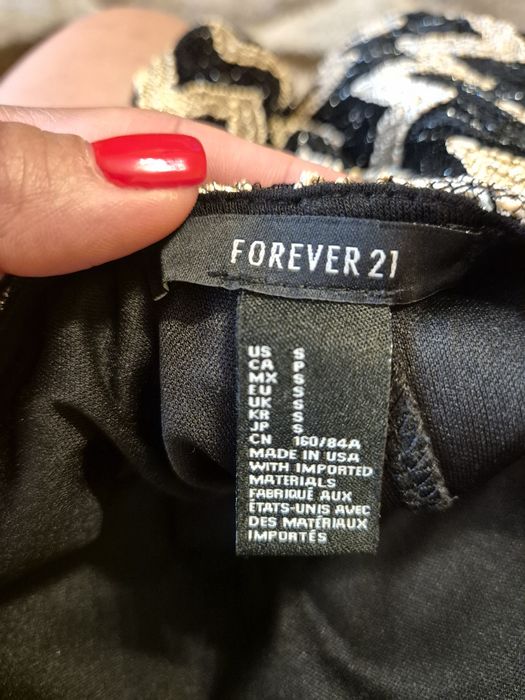 FOREVER 21
US S
CA P
MX S
EU S
UK S
KR S
JP S
CN 160/84A
MADE IN USA
WITH IMPORTED
MATERIALS
FABRIQUÉ AUX
ÉTATS-UNIS AVEC
DES MATÉRIAUX
IMPORTÉS